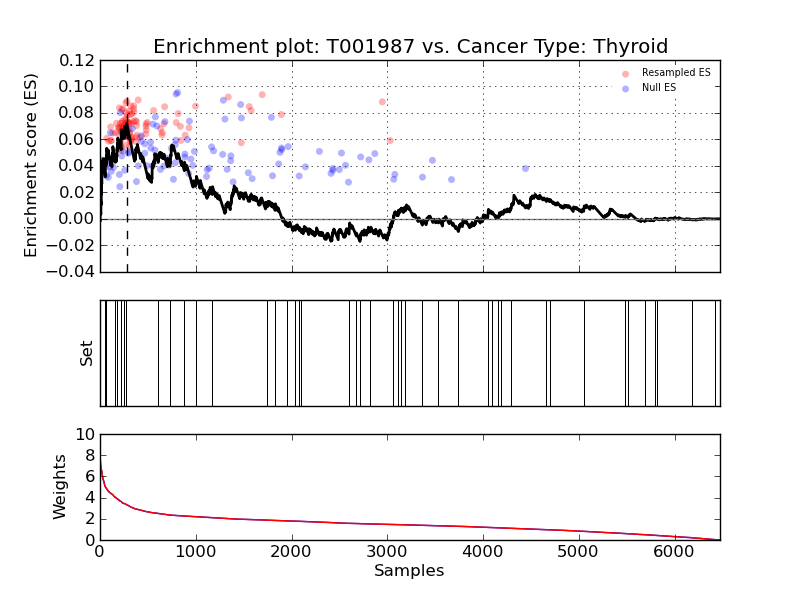 Enrichment plot: T001987 vs. Cancer Type: Thyroid
Enrichment score (ES)
0.12
0.10
0.08
0.06
0.04
0.02
0.00
−0.02
−0.04
Resampled ES
Null ES
Set
Weights
10
8
6
4
2
0
0 1000 2000 3000 4000 5000 6000
Samples